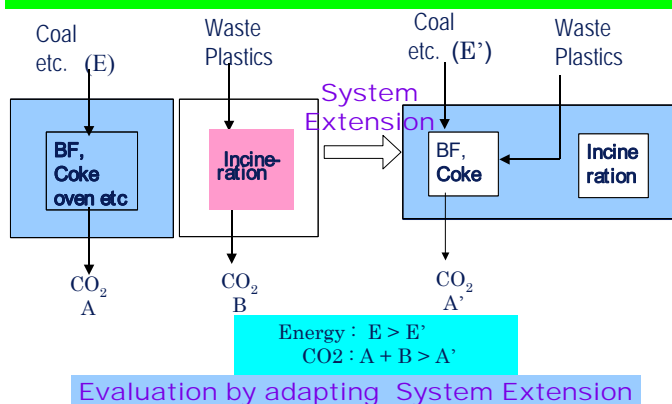 Coal
etc. (E)
Waste
Plastics
Coal
etc. (E’)
Waste
Plastics
System
Extension
BF,
Coke
oven etc
Incine-
ration
BF,
Coke
Incine
ration
CO₂
A
CO₂
B
CO₂
A’
Energy : E > E’
CO2 : A + B > A’
Evaluation by adapting System Extension